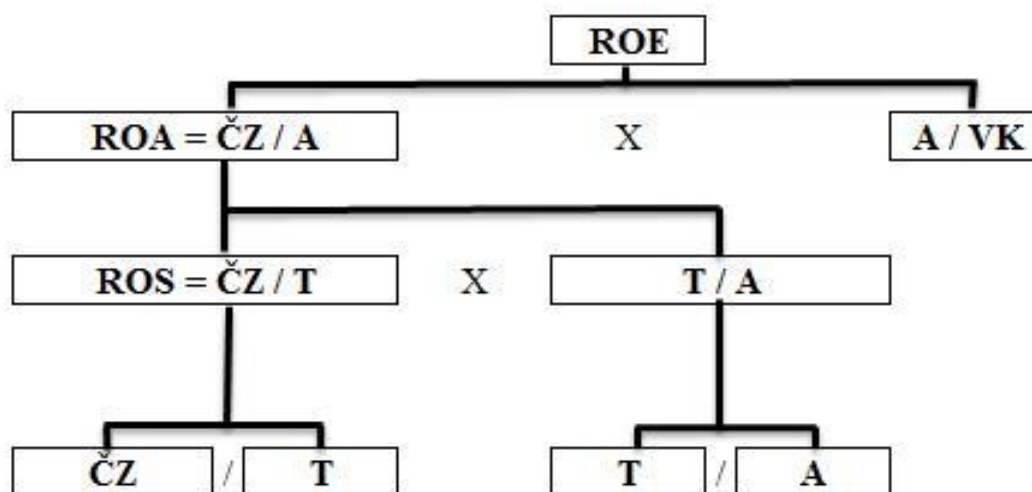 ROE
ROA = ČZ / A X A / VK
ROS = ČZ / T X T / A
ČZ / T T / A